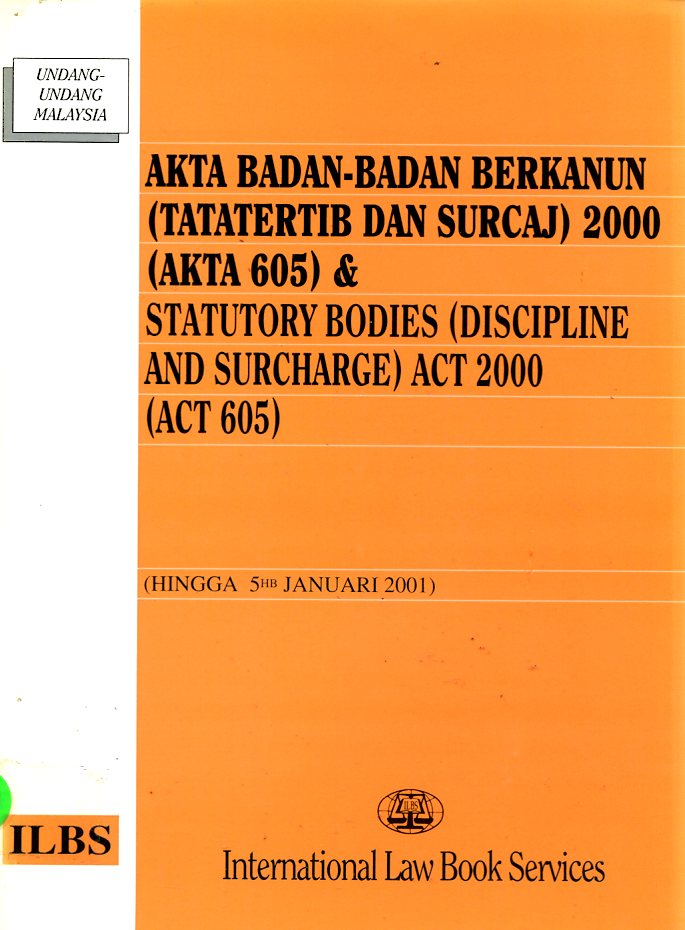 UNDANG-
UNDANG
MALAYSIA
AKTA BADAN-BADAN BERKANUN
(TATATERTIB DAN SURCAJ) 2000
(AKTA 605) &
STATUTORY BODIES (DISCIPLINE
AND SURCHARGE) ACT 2000
(ACT 605)
(HINGGA 5HB JANUARI 2001)
ILBS
ILBS
International Law Book Services